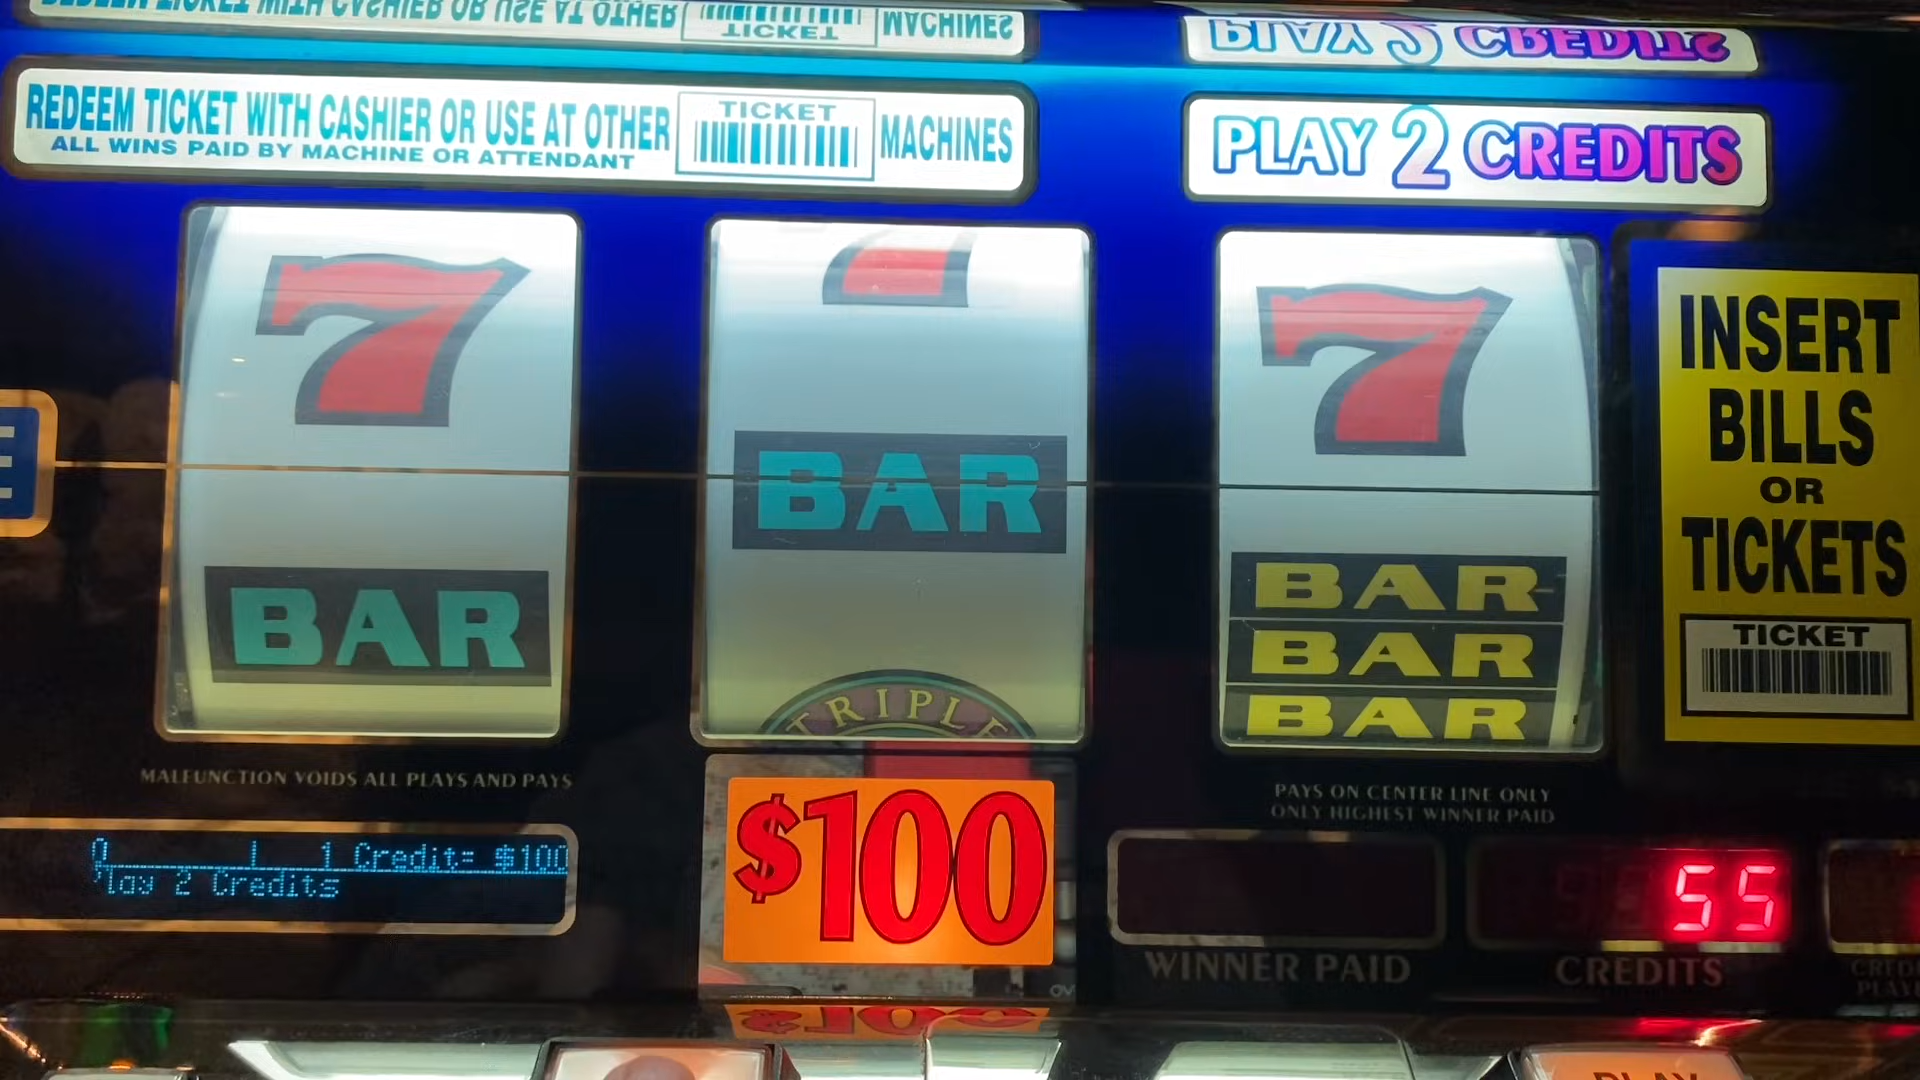 REDEEM TICKET WITH CASHIER OR USE AT OTHER
TICKET
MACHINES
ALL WINS PAID BY MACHINE OR ATTENDANT
PLAY 2 CREDITS
7
7
BAR
BAR
BAR
BAR
BAR
TRIPLE
INSERT
BILLS
OR
TICKETS
TICKET
MALFUNCTION VOIDS ALL PLAYS AND PAYS
PAYS ON CENTER LINE ONLY
ONLY HIGHEST WINNER PAID
1 Credit= $100
Play 2 Credits
$100
55
WINNER PAID
CREDITS
PLAY